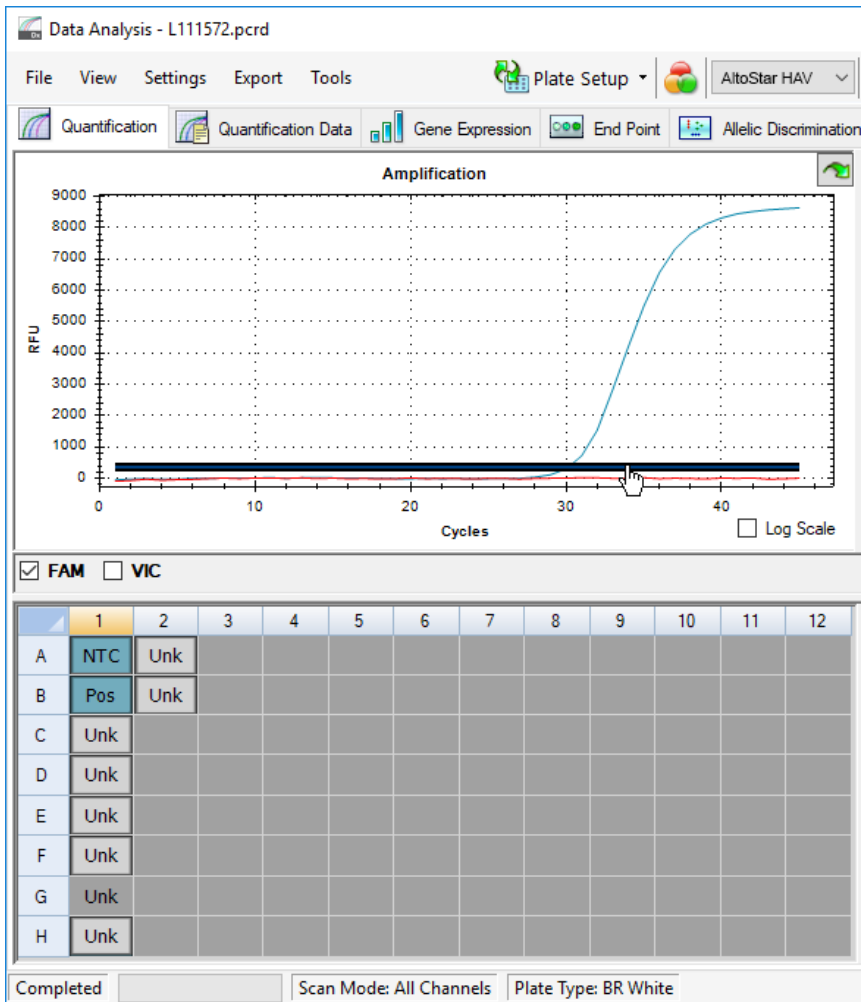 Data Analysis - L111572.pcrd
File View Settings Export Tools Plate Setup AltoStar HAV
Quantification Quantification Data Gene Expression End Point Allelic Discrimination
Amplification
9000
8000
7000
6000
5000
4000
3000
2000
1000
0
RFU
0 10 20 30 40
Cycles
Log Scale
FAM VIC
1 2 3 4 5 6 7 8 9 10 11 12
A NTC Unk
B Pos Unk
C Unk
D Unk
E Unk
F Unk
G Unk
H Unk
Completed Scan Mode: All Channels Plate Type: BR White